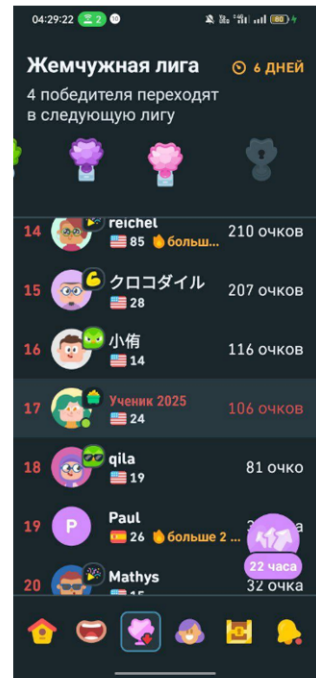 04:29:22 2
80
Жемчужная лига 6 ДНЕЙ
4 победителя переходят
в следующую лигу
14 reichel 210 очков
85 больш...
15 クロコダイル 207 очков
28
16 小侑 116 очков
14
17 Ученик 2025 106 очков
24
18 qila 81 очко
19
19 P Paul
26 больше 2 ...
22 часа
20 Mathys 32 очка
15